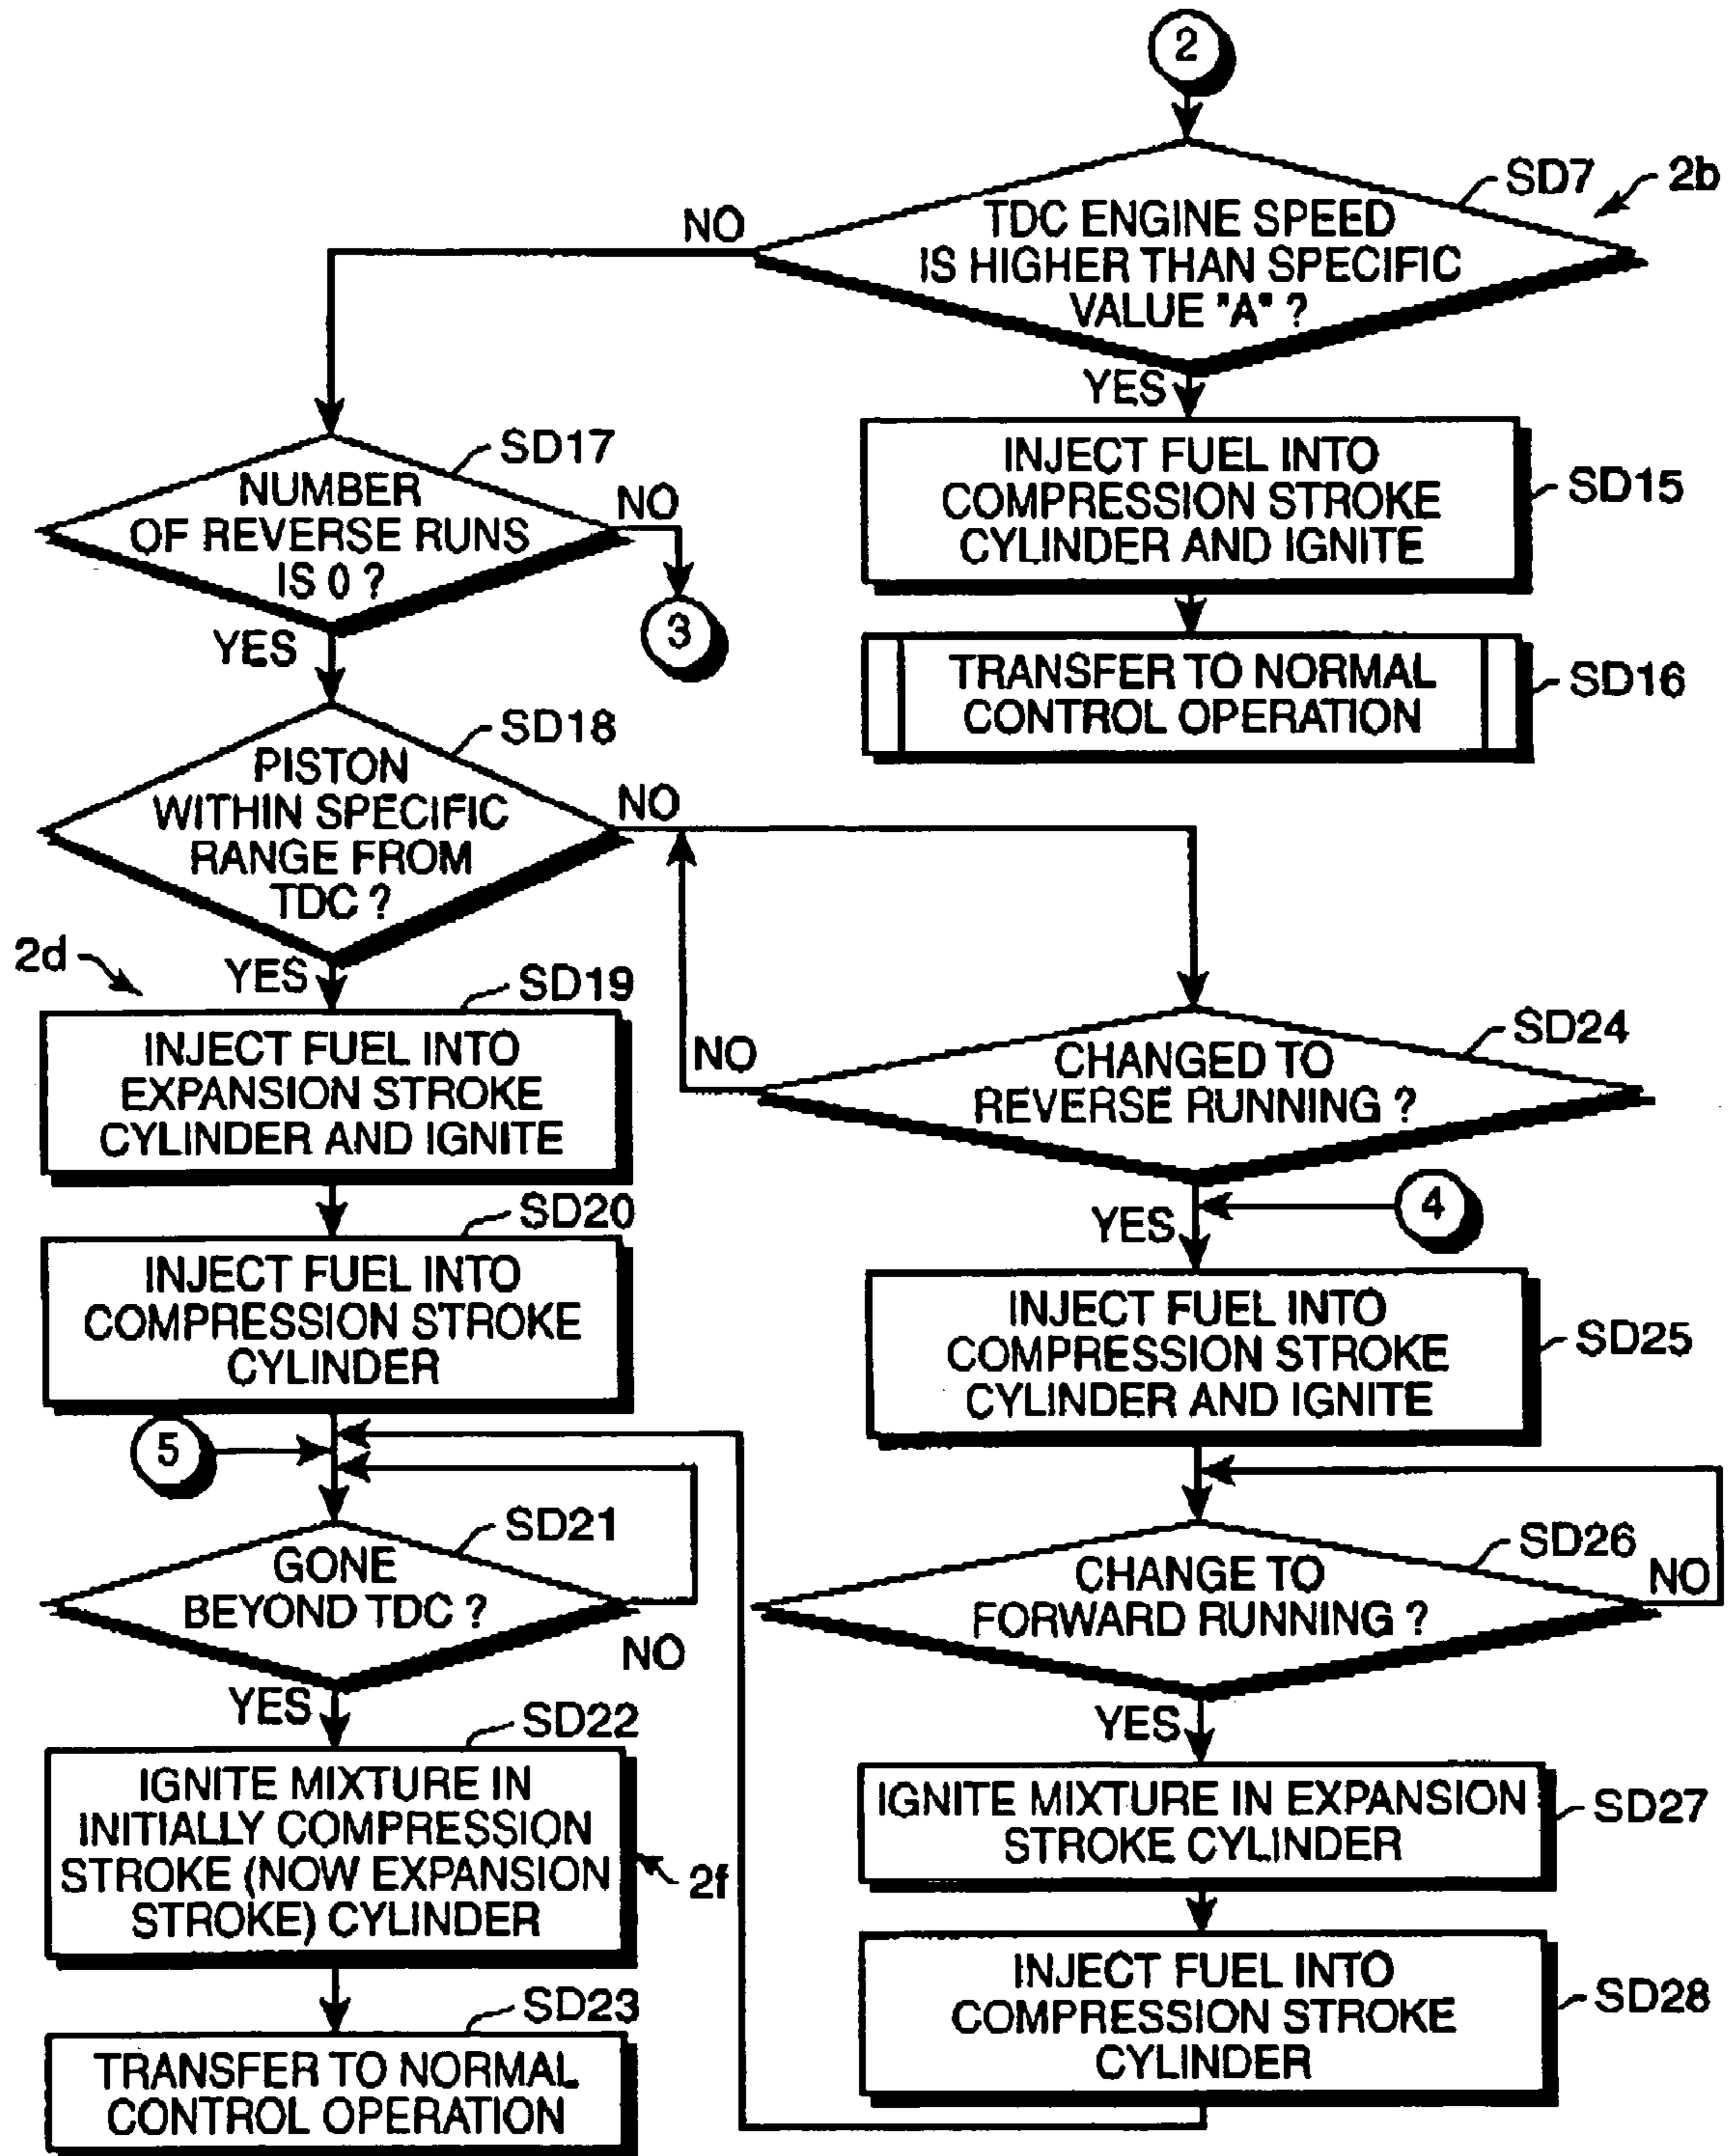 2
SD7
2b
TDC ENGINE SPEED
IS HIGHER THAN SPECIFIC
VALUE "A" ?
NO
YES
INJECT FUEL INTO
COMPRESSION STROKE
CYLINDER AND IGNITE
SD15
TRANSFER TO NORMAL
CONTROL OPERATION
SD16
SD17
NUMBER
OF REVERSE RUNS
IS 0 ?
NO
3
YES
SD18
PISTON
WITHIN SPECIFIC
RANGE FROM
TDC ?
NO
2d
YES
SD19
INJECT FUEL INTO
EXPANSION STROKE
CYLINDER AND IGNITE
SD20
INJECT FUEL INTO
COMPRESSION STROKE
CYLINDER
5
SD21
GONE
BEYOND TDC ?
NO
YES
SD22
IGNITE MIXTURE IN
INITIALLY COMPRESSION
STROKE (NOW EXPANSION
STROKE) CYLINDER
2f
SD23
TRANSFER TO NORMAL
CONTROL OPERATION
SD24
CHANGED TO
REVERSE RUNNING ?
NO
YES
4
INJECT FUEL INTO
COMPRESSION STROKE
CYLINDER AND IGNITE
SD25
SD26
CHANGE TO
FORWARD RUNNING ?
NO
YES
IGNITE MIXTURE IN EXPANSION
STROKE CYLINDER
SD27
INJECT FUEL INTO
COMPRESSION STROKE
CYLINDER
SD28